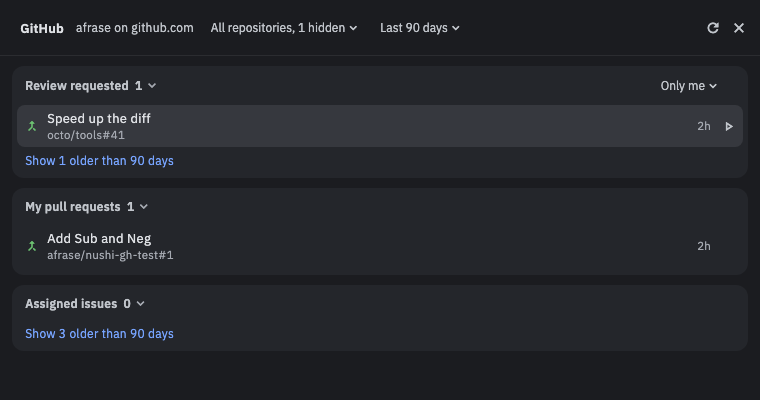 GitHub afrase on github.com All repositories, 1 hidden Last 90 days
Review requested 1 Only me
Speed up the diff
octo/tools#41 2h
Show 1 older than 90 days
My pull requests 1
Add Sub and Neg
afrase/nushi-gh-test#1 2h
Assigned issues 0
Show 3 older than 90 days